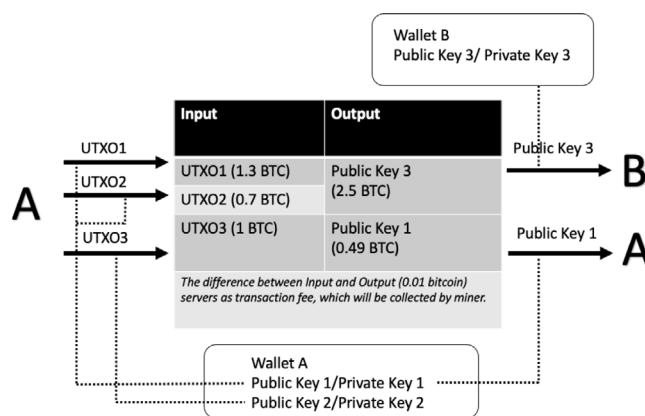 Wallet B
Public Key 3/ Private Key 3
Input
Output
UTXO1
Public Key 3
UTXO1 (1.3 BTC)
Public Key 3
(2.5 BTC)
B
UTXO2
UTXO2 (0.7 BTC)
A
UTXO3
UTXO3 (1 BTC)
Public Key 1
(0.49 BTC)
Public Key 1
A
The difference between Input and Output (0.01 bitcoin)
servers as transaction fee, which will be collected by miner.
Wallet A
Public Key 1/Private Key 1
Public Key 2/Private Key 2